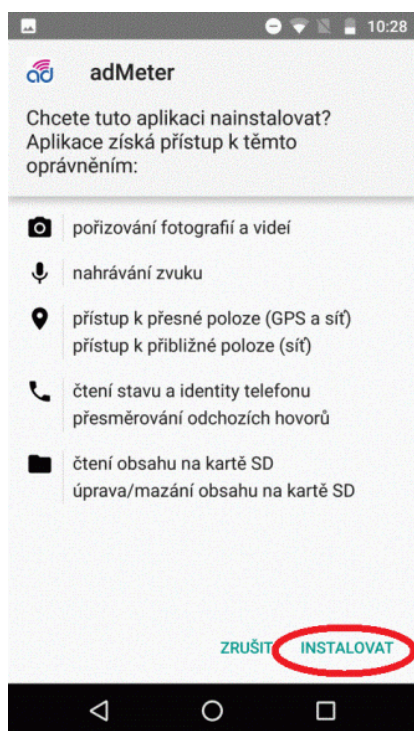 10:28
ad adMeter
Chcete tuto aplikaci nainstalovat?
Aplikace získá přístup k těmto
oprávněním:
pořizování fotografií a videí
nahrávání zvuku
přístup k přesné poloze (GPS a síť)
přístup k přibližné poloze (síť)
čtení stavu a identity telefonu
přesměrování odchozích hovorů
čtení obsahu na kartě SD
úprava/mazání obsahu na kartě SD
ZRUŠIT INSTALOVAT